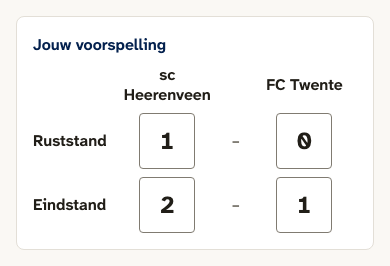 Jouw voorspelling
sc
Heerenveen
FC Twente
Ruststand 1 - 0
Eindstand 2 - 1